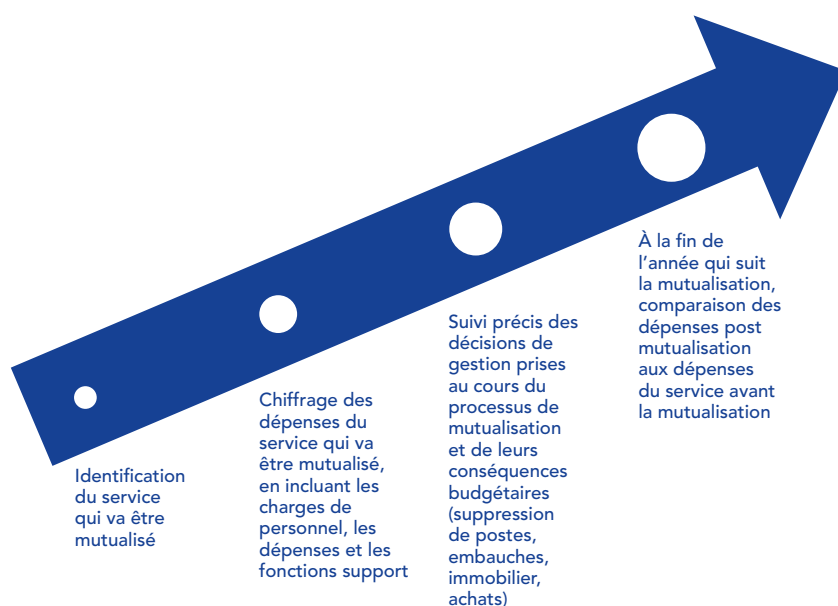 Identification
du service
qui va être
mutualisé
Chiffrage des
dépenses du
service qui va
être mutualisé,
en incluant les
charges de
personnel, les
dépenses et les
fonctions support
Suivi précis des
décisions de
gestion prises
au cours du
processus de
mutualisation
et de leurs
conséquences
budgétaires
(suppression
de postes,
embauches,
immobilier,
achats)
À la fin de
l’année qui suit
la mutualisation,
comparaison des
dépenses post
mutualisation
aux dépenses
du service avant
la mutualisation